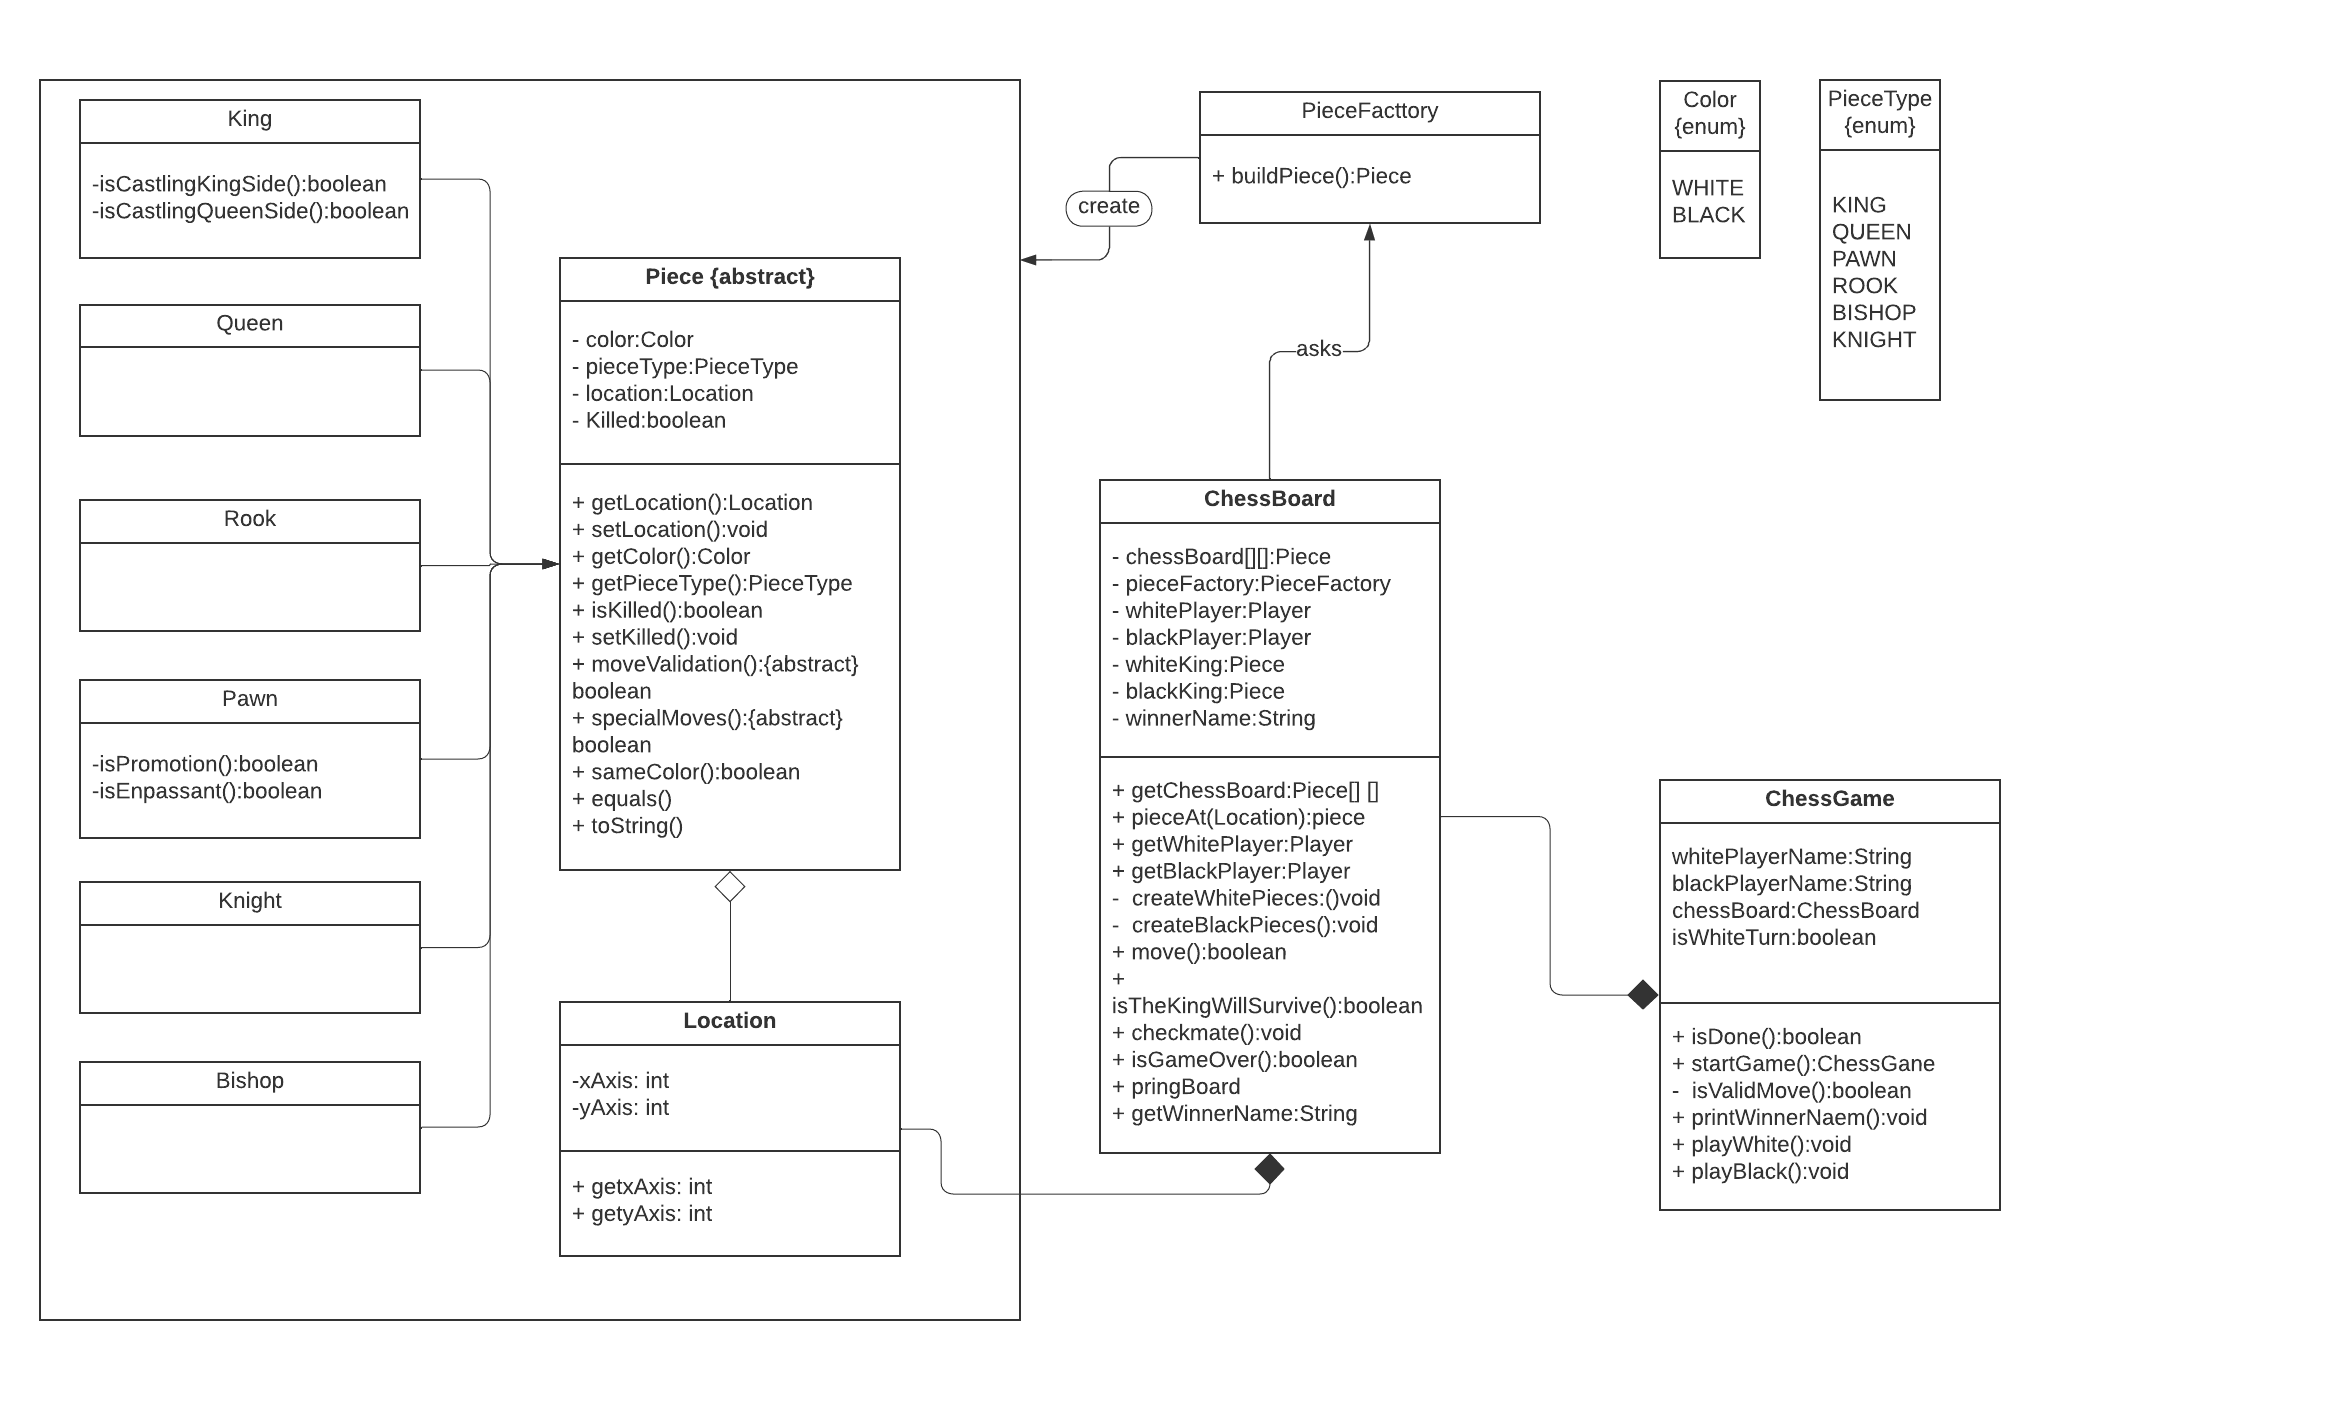 King
-isCastlingKingSide():boolean
-isCastlingQueenSide():boolean
Queen
Rook
Pawn
-isPromotion():boolean
-isEnpassant():boolean
Knight
Bishop
Piece {abstract}
- color:Color
- pieceType:PieceType
- location:Location
- Killed:boolean
+ getLocation():Location
+ setLocation():void
+ getColor():Color
+ getPieceType():PieceType
+ isKilled():boolean
+ setKilled():void
+ moveValidation():{abstract}
boolean
+ specialMoves():{abstract}
boolean
+ sameColor():boolean
+ equals()
+ toString()
Location
-xAxis: int
-yAxis: int
+ getxAxis: int
+ getyAxis: int
create
PieceFacttory
+ buildPiece():Piece
asks
ChessBoard
- chessBoard[][]:Piece
- pieceFactory:PieceFactory
- whitePlayer:Player
- blackPlayer:Player
- whiteKing:Piece
- blackKing:Piece
- winnerName:String
+ getChessBoard:Piece[] []
+ pieceAt(Location):piece
+ getWhitePlayer:Player
+ getBlackPlayer:Player
-  createWhitePieces:()void
-  createBlackPieces():void
+ move():boolean
+
isTheKingWillSurvive():boolean
+ checkmate():void
+ isGameOver():boolean
+ pringBoard
+ getWinnerName:String
Color
{enum}
WHITE
BLACK
PieceType
{enum}
KING
QUEEN
PAWN
ROOK
BISHOP
KNIGHT
ChessGame
whitePlayerName:String
blackPlayerName:String
chessBoard:ChessBoard
isWhiteTurn:boolean
+ isDone():boolean
+ startGame():ChessGane
-  isValidMove():boolean
+ printWinnerNaem():void
+ playWhite():void
+ playBlack():void